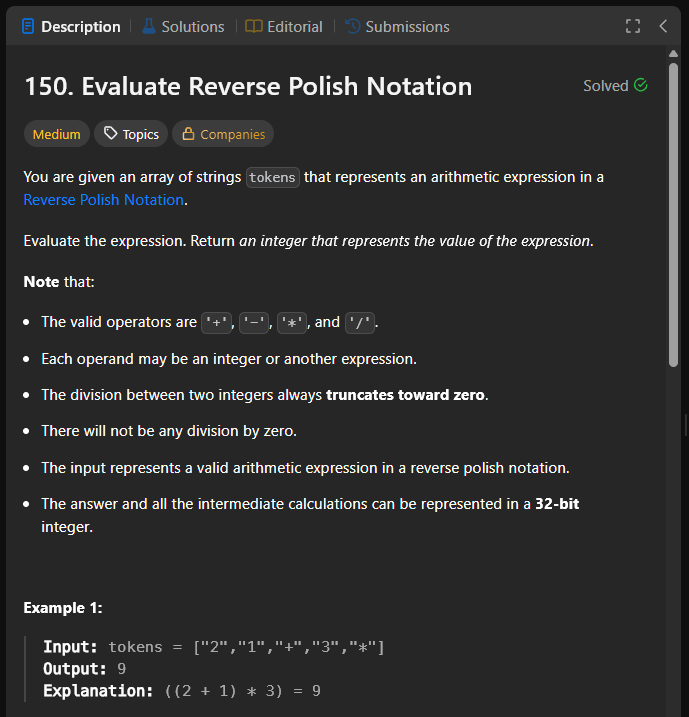 Description Solutions Editorial Submissions
150. Evaluate Reverse Polish Notation Solved
Medium Topics Companies
You are given an array of strings tokens that represents an arithmetic expression in a
Reverse Polish Notation.
Evaluate the expression. Return an integer that represents the value of the expression.
Note that:
• The valid operators are '+', '-', '*', and '/'.
• Each operand may be an integer or another expression.
• The division between two integers always truncates toward zero.
• There will not be any division by zero.
• The input represents a valid arithmetic expression in a reverse polish notation.
• The answer and all the intermediate calculations can be represented in a 32-bit
integer.
Example 1:
Input: tokens = ["2","1","+","3","*"]
Output: 9
Explanation: ((2 + 1) * 3) = 9